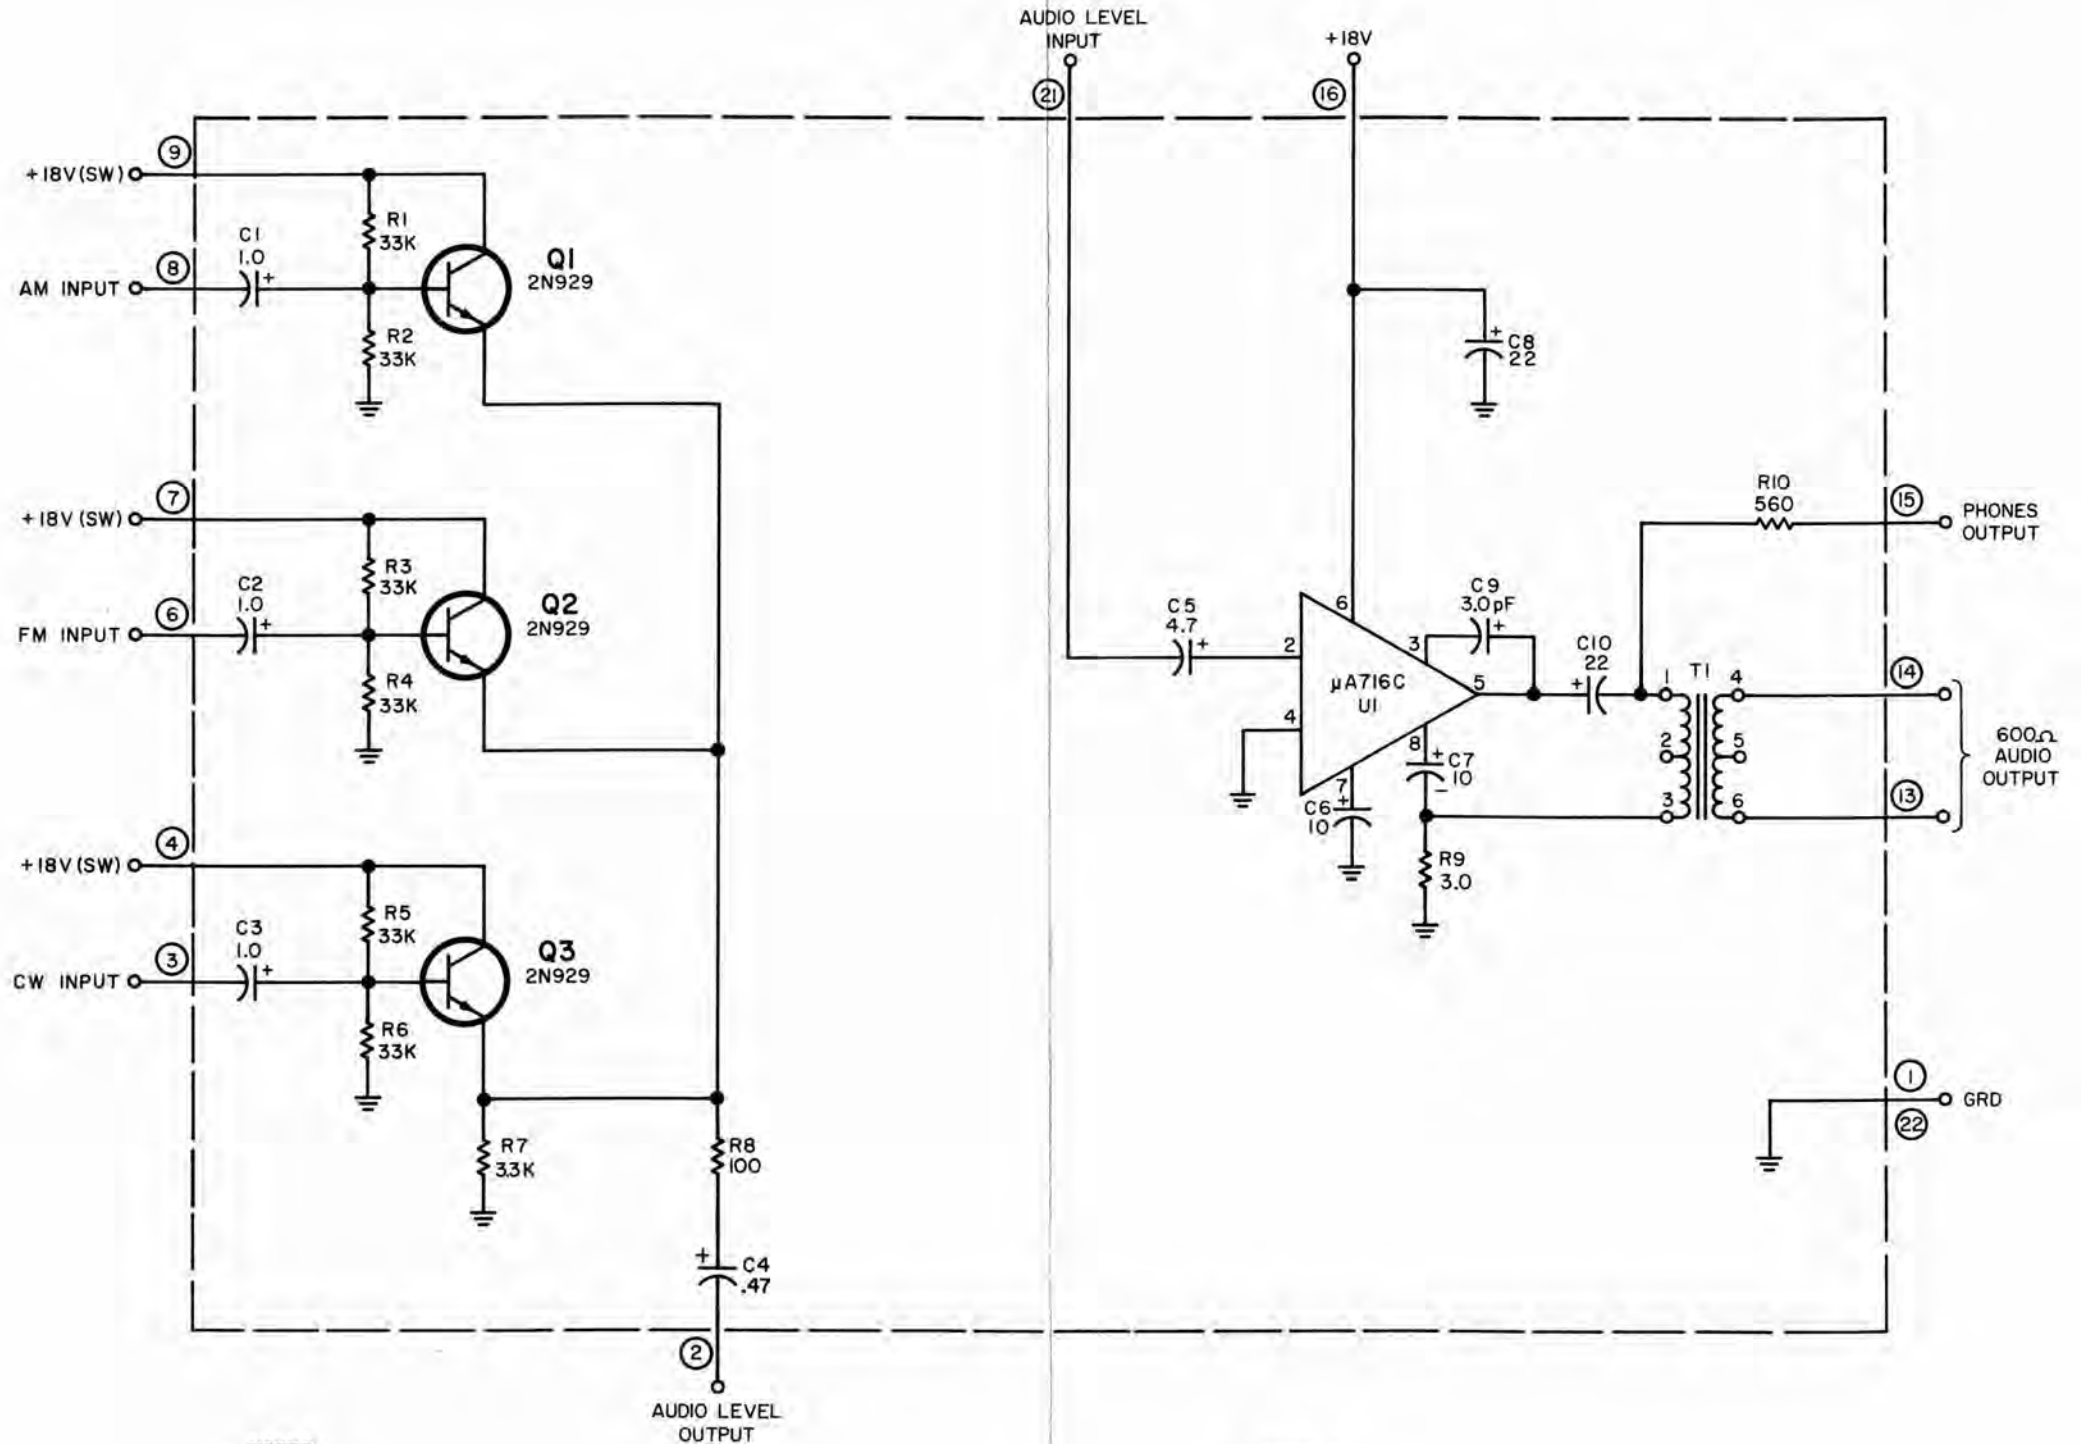 AUDIO LEVEL
INPUT
21
+18V
16
9
+18V(SW)
R1
33K
C1
1.0
+
8
AM INPUT
Q1
2N929
R2
33K
+
C8
22
7
+18V (SW)
R3
33K
C2
1.0
+
6
FM INPUT
Q2
2N929
R4
33K
R10
560
15
PHONES
OUTPUT
C5
4.7
+
2
6
C9
3.0pF
+
3
μA716C
U1
5
4
8
7
C10
22
+
1
T1
4
14
2
5
3
6
13
600Ω
AUDIO
OUTPUT
+
C7
10
−
+
C6
10
R9
3.0
4
+18V(SW)
R5
33K
C3
1.0
+
3
CW INPUT
Q3
2N929
R6
33K
R7
3.3K
R8
100
+
C4
.47
2
AUDIO LEVEL
OUTPUT
1
GRD
22